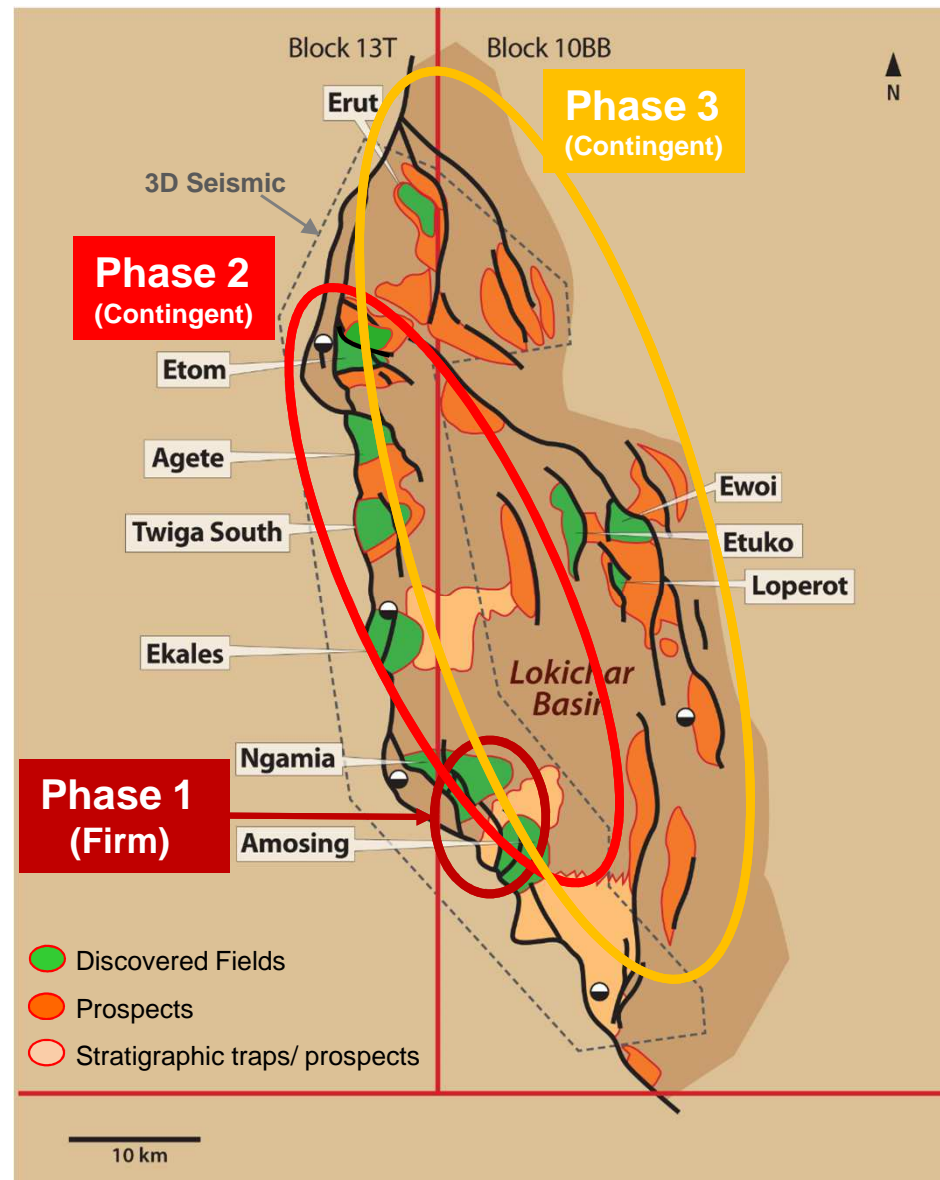 Block 13T
Block 10BB
N
Erut
Phase 3
(Contingent)
3D Seismic
Phase 2
(Contingent)
Etom
Agete
Twiga South
Ewoi
Etuko
Loperot
Ekales
Lokichar
Basin
Ngamia
Phase 1
(Firm)
Amosing
Discovered Fields
Prospects
Stratigraphic traps/ prospects
10 km